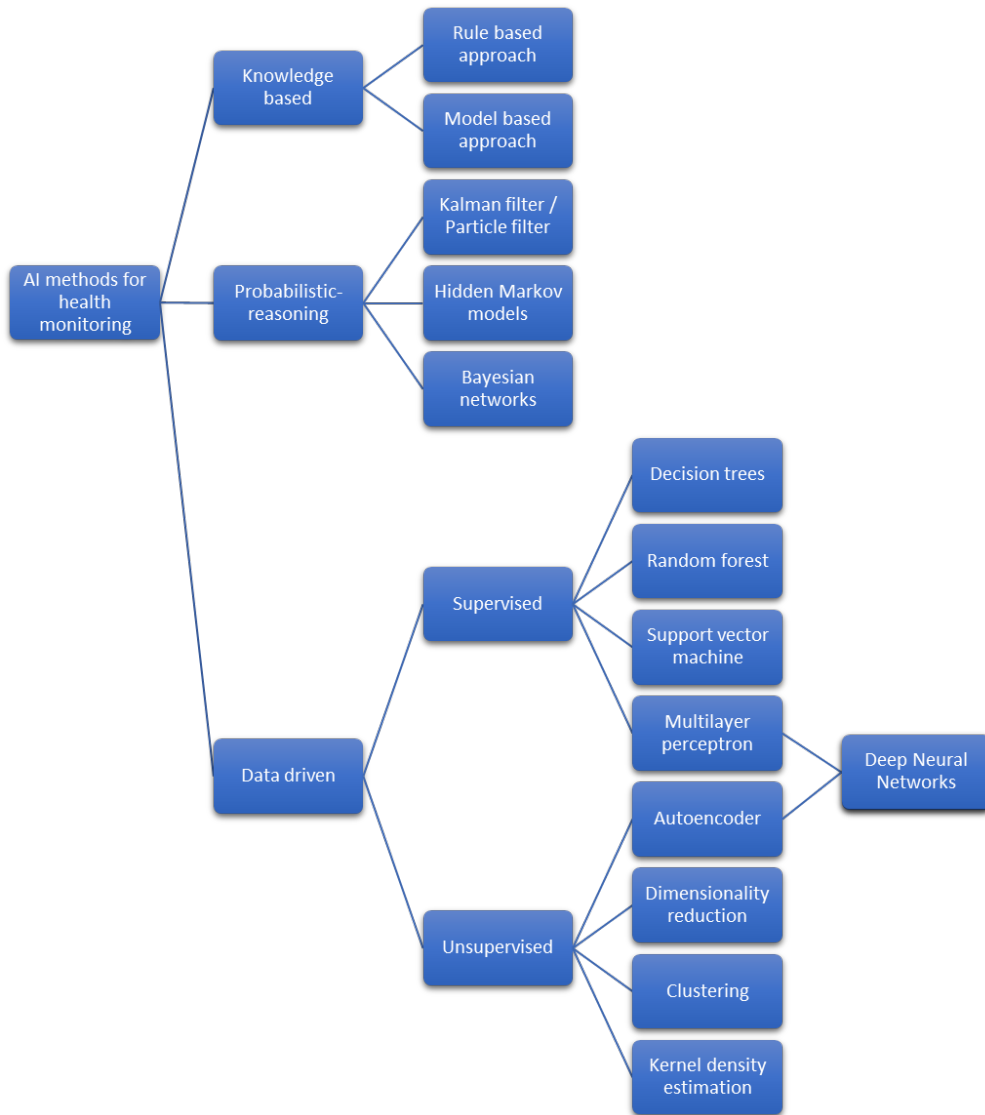 Rule based
approach
Knowledge
based
Model based
approach
Kalman filter /
Particle filter
AI methods for
health
monitoring
Probabilistic-
reasoning
Hidden Markov
models
Bayesian
networks
Decision trees
Random forest
Supervised
Support vector
machine
Multilayer
perceptron
Data driven
Deep Neural
Networks
Autoencoder
Dimensionality
reduction
Unsupervised
Clustering
Kernel density
estimation